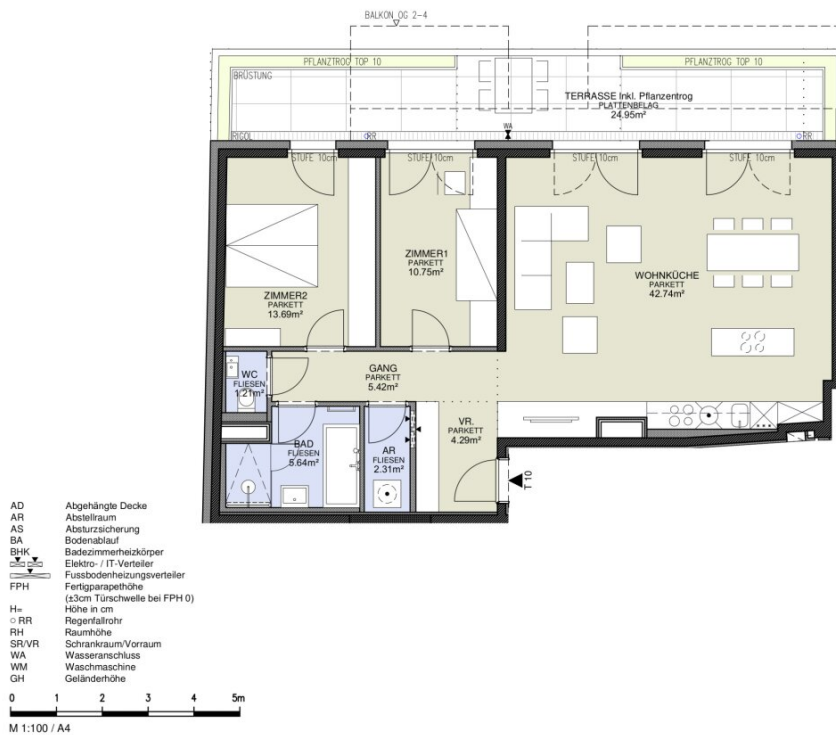 BALKON OG 2-4
PFLANZTROG TOP 10
PFLANZTROG TOP 10
BRÜSTUNG
TERRASSE Inkl. Pflanzentrog
PLATTENBELAG
24.95m²
RIGOL
RR
WA
RR
STUFE 10cm
STUFE 10cm
STUFE 10cm
STUFE 10cm
ZIMMER2
PARKETT
13.69m²
ZIMMER1
PARKETT
10.75m²
WOHNKÜCHE
PARKETT
42.74m²
WC
FLIESEN
1.21m²
GANG
PARKETT
5.42m²
BAD
FLIESEN
5.64m²
AR
FLIESEN
2.31m²
VR.
PARKETT
4.29m²
T 10
AD Abgehängte Decke
AR Abstellraum
AS Absturzsicherung
BA Bodenablauf
BHK Badezimmerheizkörper
Elektro- / IT-Verteiler
Fussbodenheizungsverteiler
FPH Fertigparapethöhe
(±3cm Türschwelle bei FPH 0)
H= Höhe in cm
RR Regenfallrohr
RH Raumhöhe
SR/VR Schrankraum/Vorraum
WA Wasseranschluss
WM Waschmaschine
GH Geländerhöhe
0 1 2 3 4 5m
M 1:100 / A4